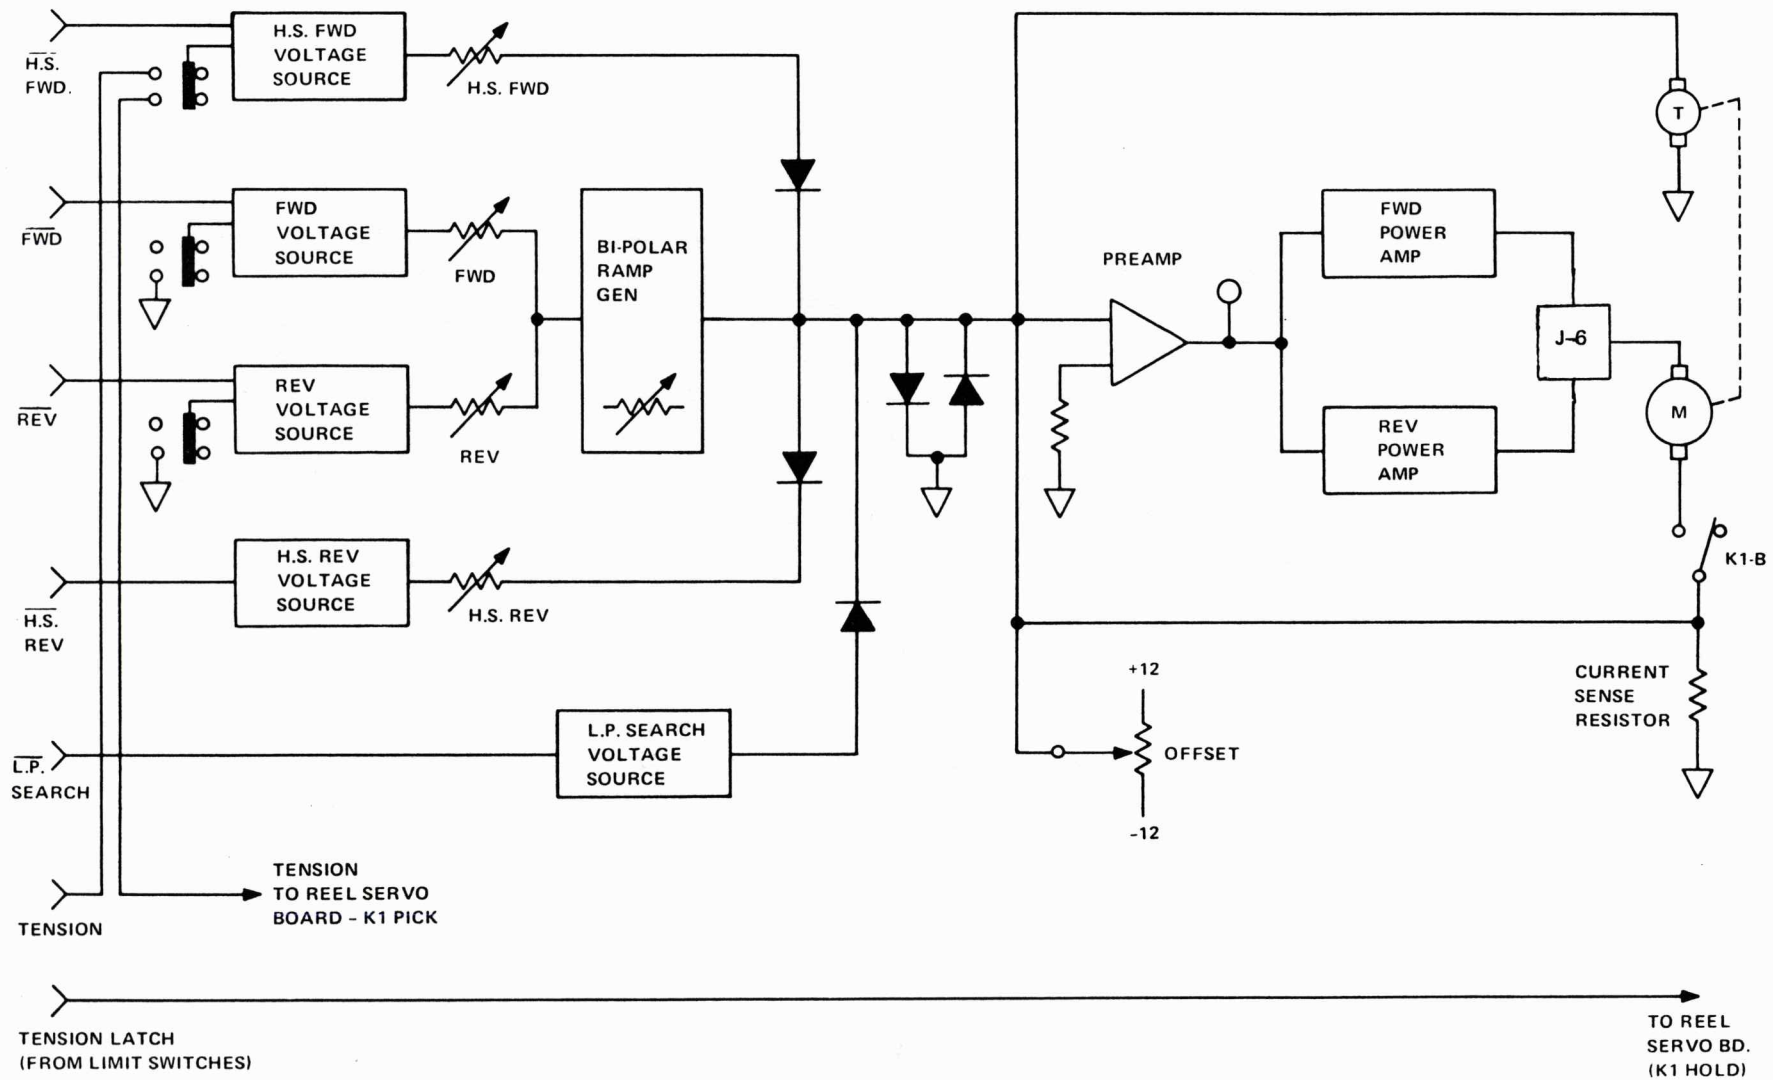 H.S. FWD
VOLTAGE
SOURCE
H.S.
FWD.
H.S. FWD
T
FWD
VOLTAGE
SOURCE
FWD
FWD
BI-POLAR
RAMP
GEN
PREAMP
FWD
POWER
AMP
J-6
REV
VOLTAGE
SOURCE
REV
REV
M
REV
POWER
AMP
H.S. REV
VOLTAGE
SOURCE
H.S.
REV
H.S. REV
K1-B
+12
OFFSET
-12
CURRENT
SENSE
RESISTOR
L.P. SEARCH
VOLTAGE
SOURCE
L.P.
SEARCH
TENSION
TO REEL SERVO
BOARD - K1 PICK
TENSION
TENSION LATCH
(FROM LIMIT SWITCHES)
TO REEL
SERVO BD.
(K1 HOLD)